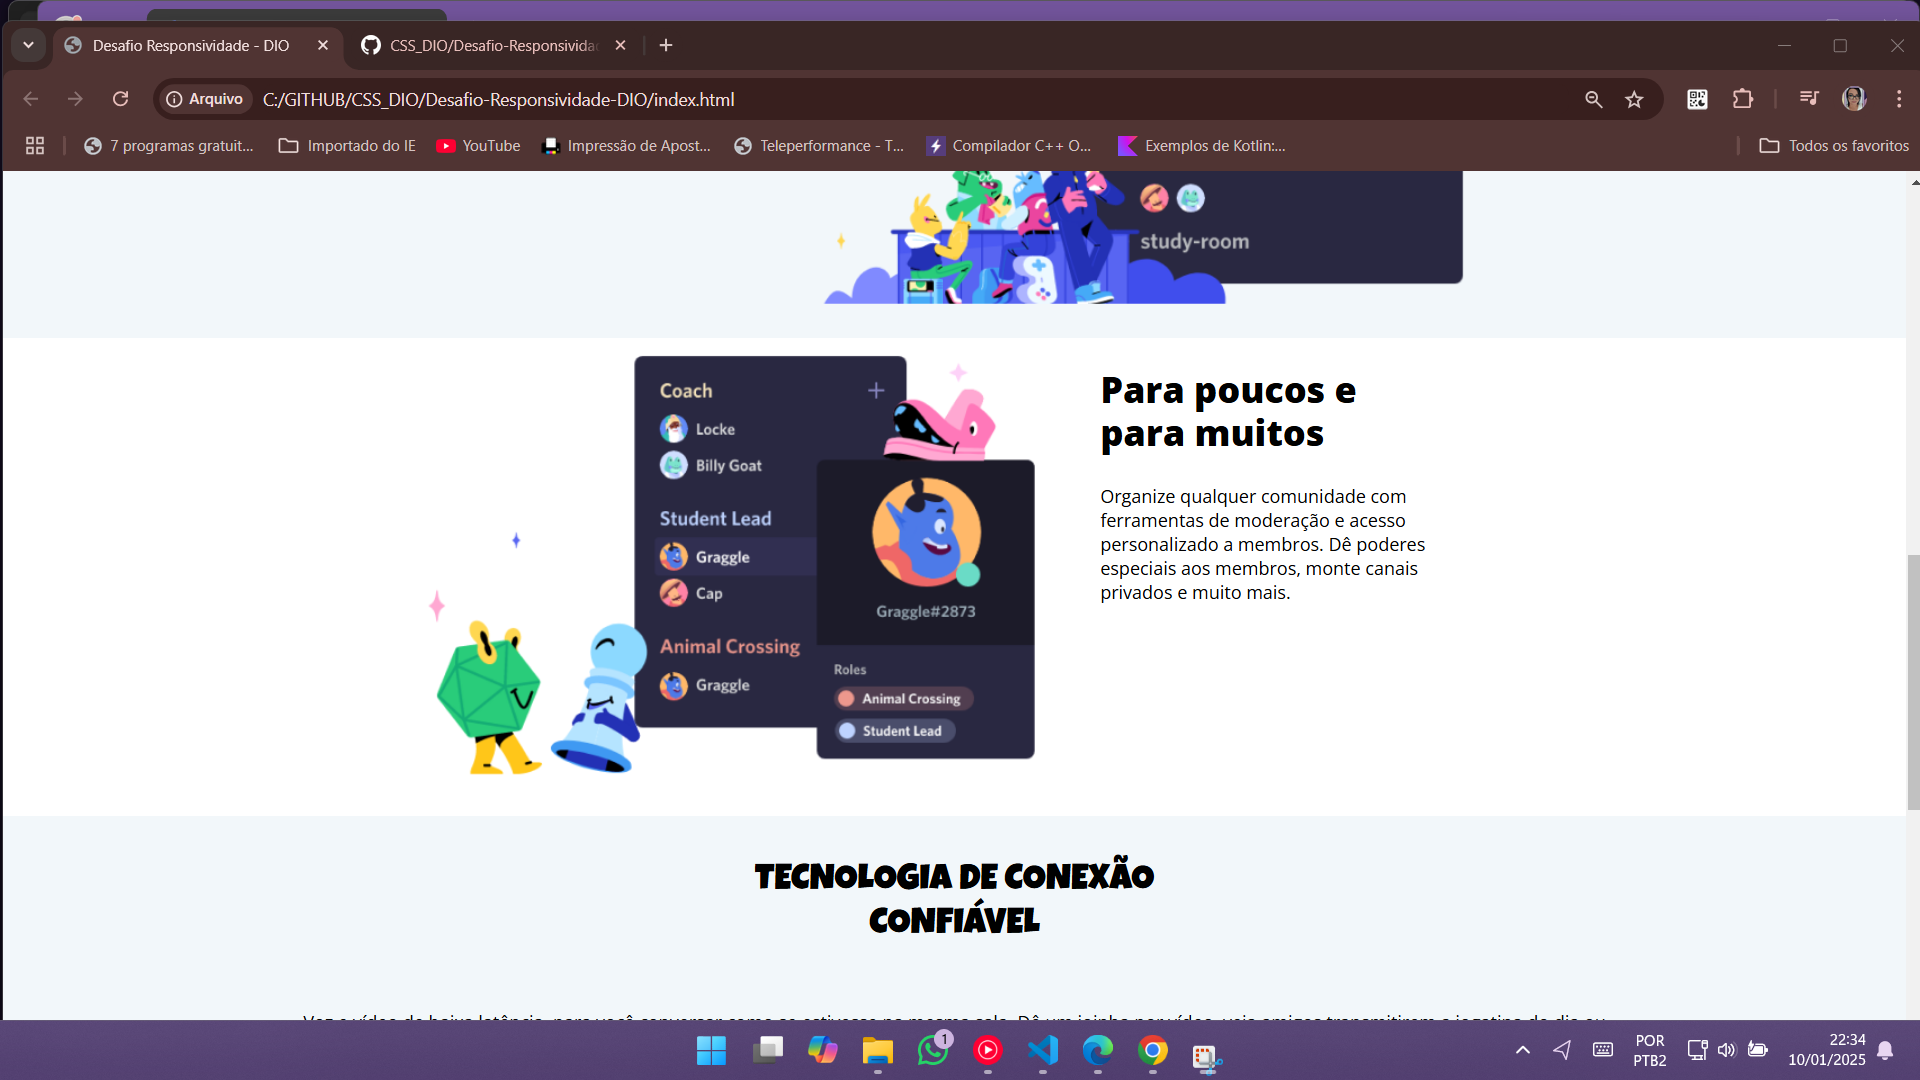 Desafio Responsividade - DIO
CSS_DIO/Desafio-Responsivida
Arquivo
C:/GITHUB/CSS_DIO/Desafio-Responsividade-DIO/index.html
7 programas gratuit...
Importado do IE
YouTube
Impressão de Apost...
Teleperformance - T...
Compilador C++ O...
Exemplos de Kotlin:...
Todos os favoritos
study-room
Coach
Locke
Billy Goat
Student Lead
Graggle
Cap
Animal Crossing
Graggle
Graggle#2873
Roles
Animal Crossing
Student Lead
Para poucos e
para muitos
Organize qualquer comunidade com
ferramentas de moderação e acesso
personalizado a membros. Dê poderes
especiais aos membros, monte canais
privados e muito mais.
TECNOLOGIA DE CONEXÃO
CONFIÁVEL
1
POR
PTB2
22:34
10/01/2025